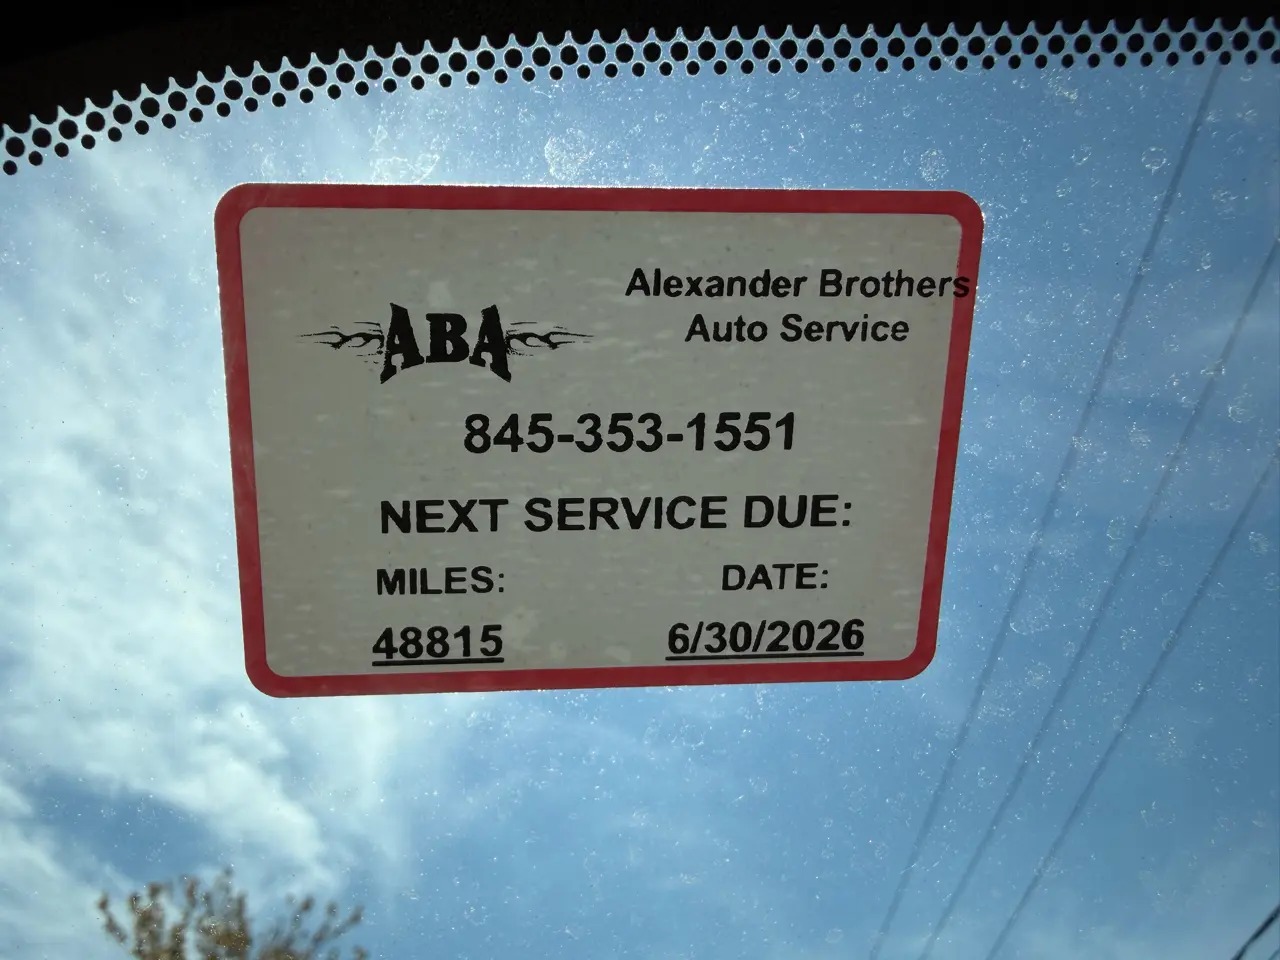 Alexander Brothers
Auto Service
ABA
845-353-1551
NEXT SERVICE DUE:
MILES: DATE:
48815 6/30/2026